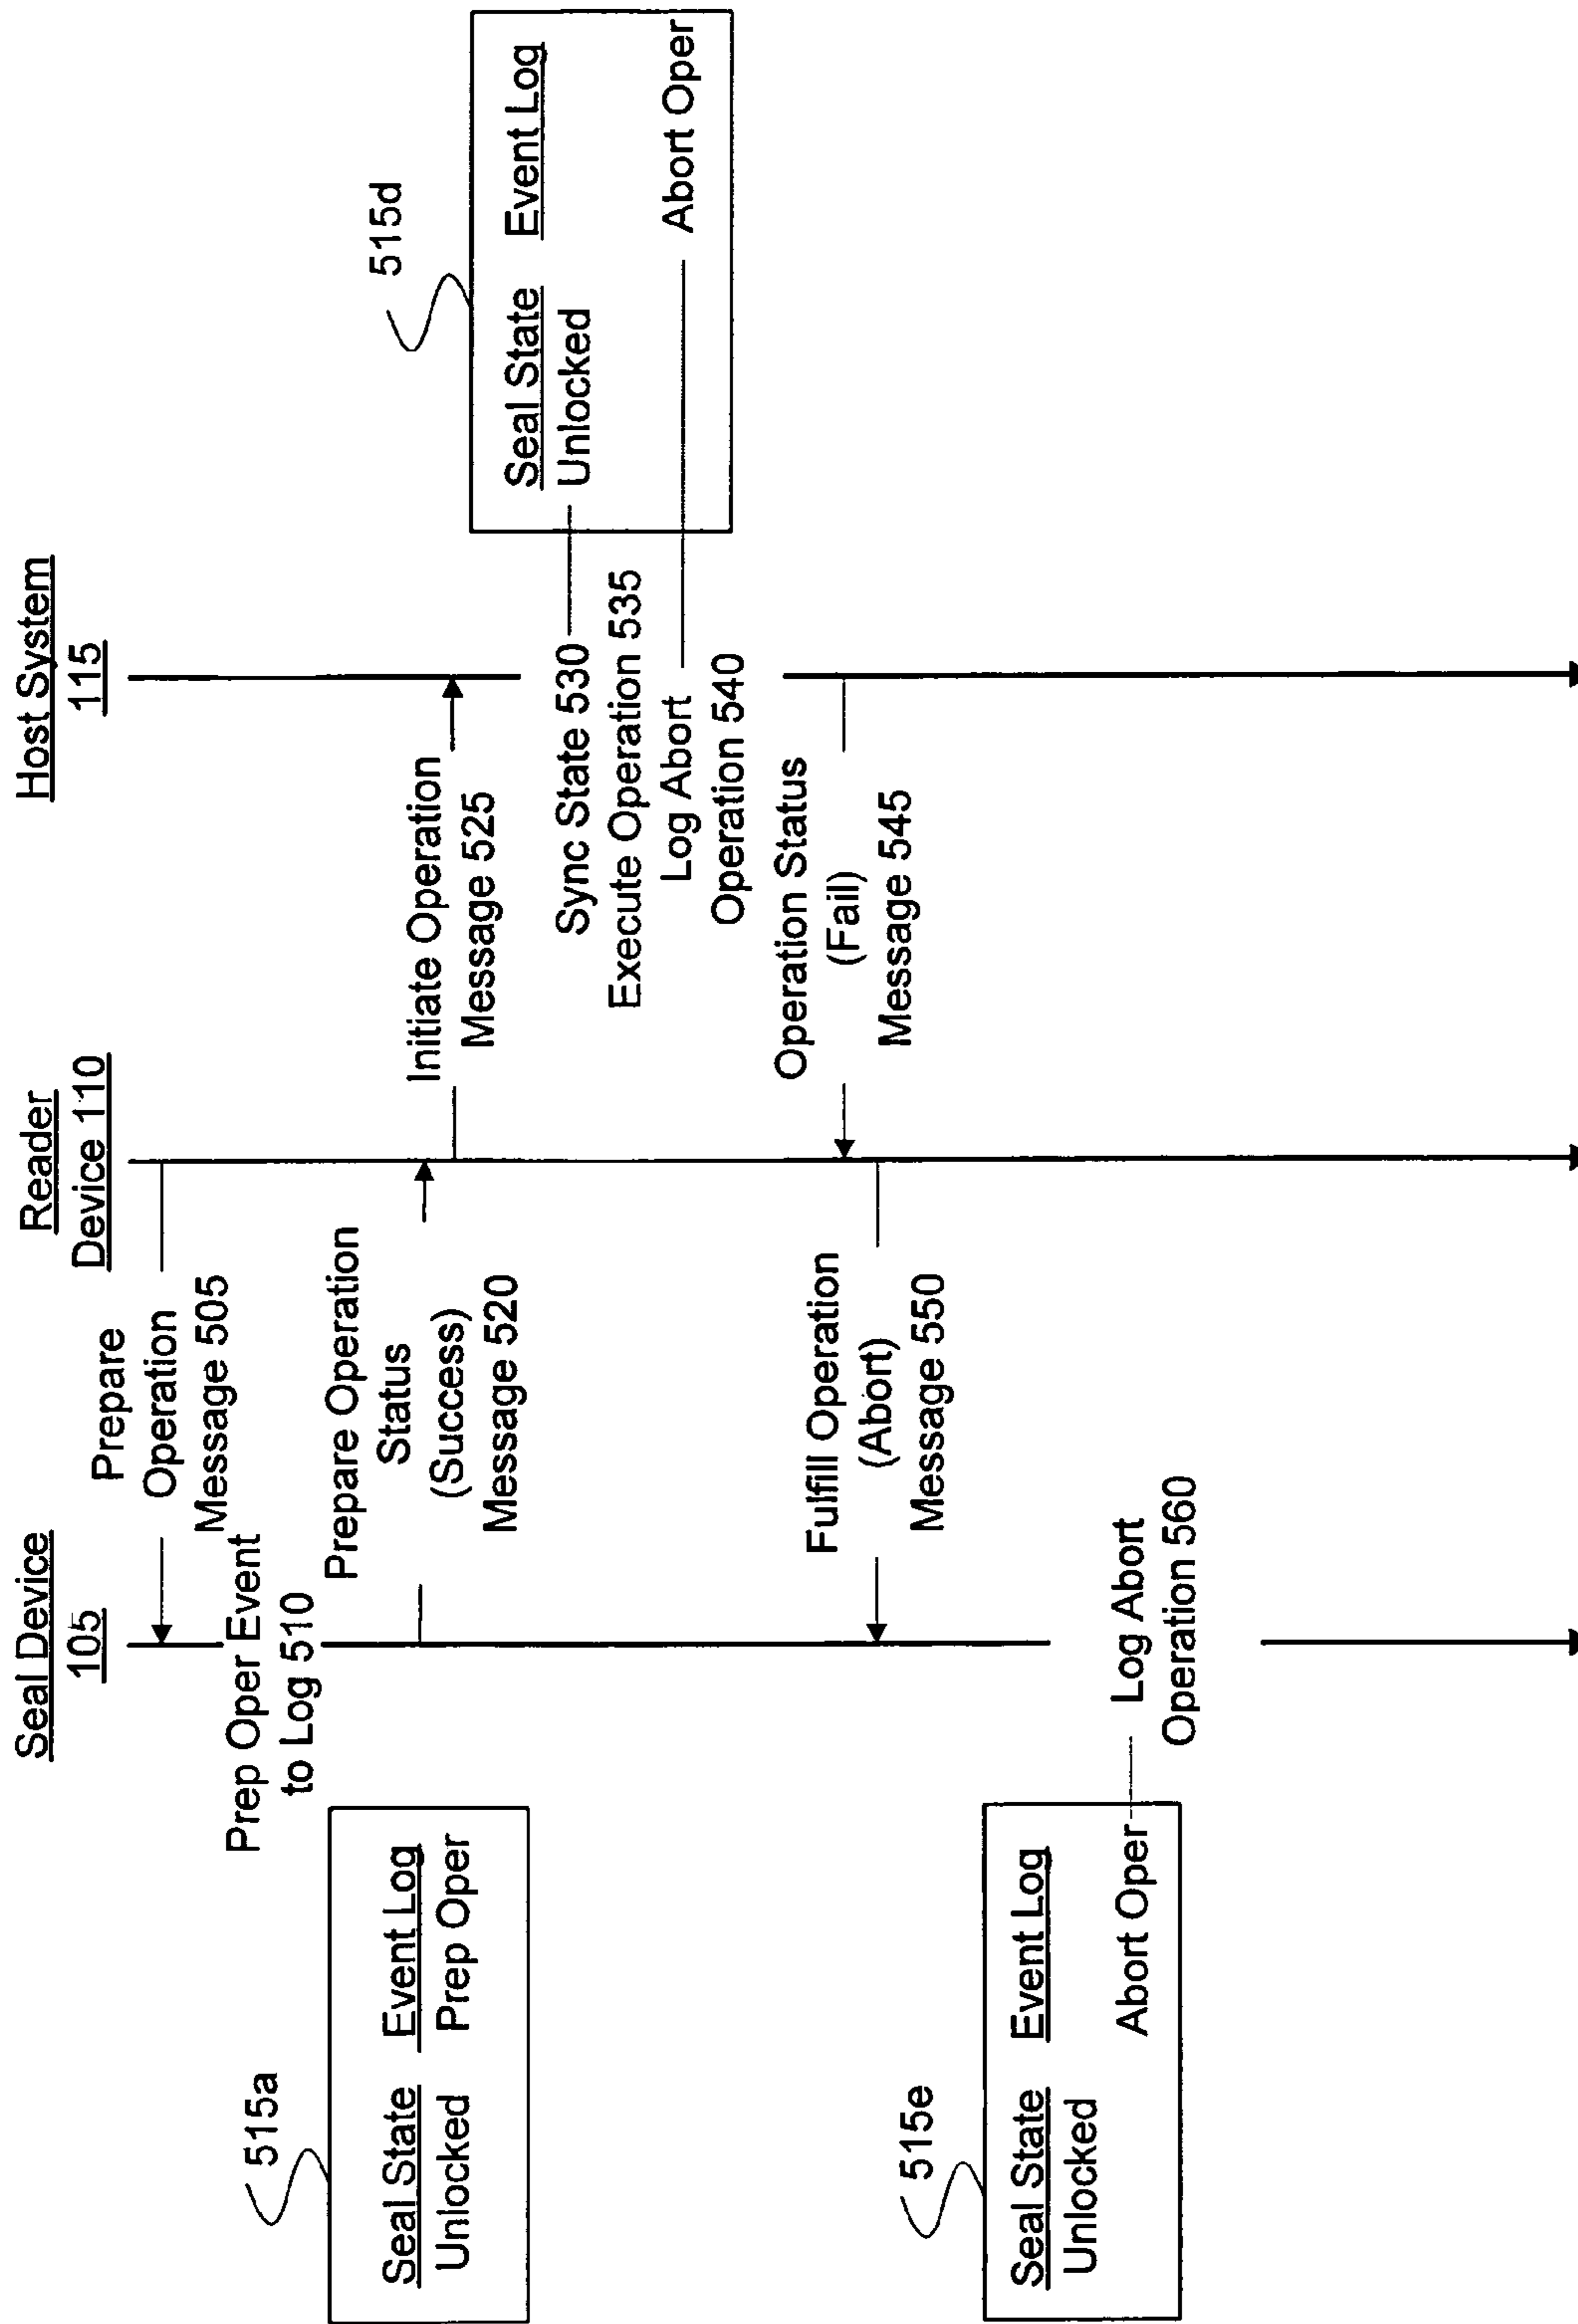 Seal Device
105
Reader
Device 110
Host System
115
Prepare
Operation
Message 505
Prep Oper Event
to Log 510
515a
Seal State Event Log
Unlocked Prep Oper
Prepare Operation
Status
(Success)
Message 520
Initiate Operation
Message 525
515d
Seal State Event Log
Unlocked
Abort Oper
Sync State 530
Execute Operation 535
Log Abort
Operation 540
Operation Status
(Fail)
Message 545
Fulfill Operation
(Abort)
Message 550
515e
Seal State Event Log
Unlocked
Abort Oper
Log Abort
Operation 560